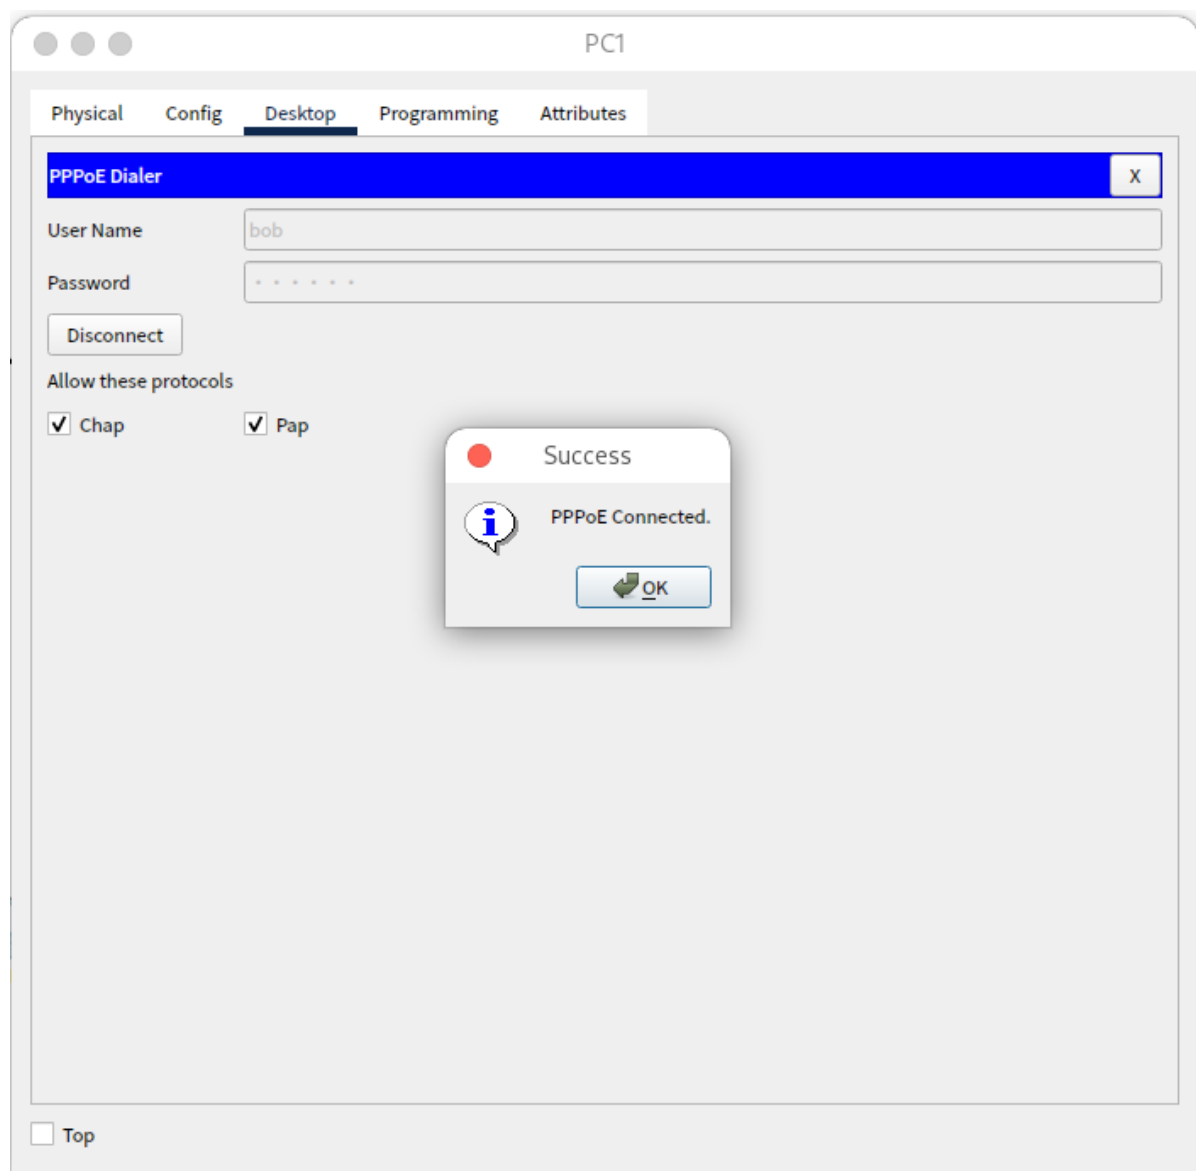 PC1
Physical Config Desktop Programming Attributes
PPPoE Dialer X
User Name bob
Password
Disconnect
Allow these protocols
Chap Pap
Success
PPPoE Connected.
OK
Top